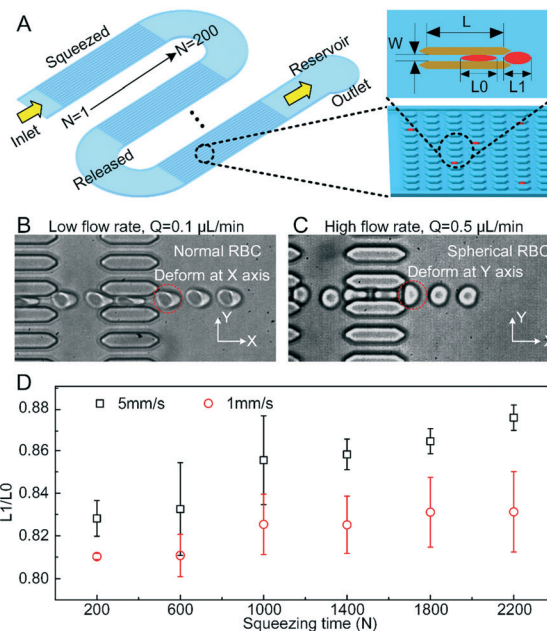 A
Squeezed
N=200
N=1
Reservoir
Inlet
Outlet
Released
L
W
L0
L1
B Low flow rate, Q=0.1 µL/min
Normal RBC
Deform at X axis
Y
X
C High flow rate, Q=0.5 µL/min
Spherical RBC
Deform at Y axis
Y
X
D
5mm/s 1mm/s
0.88
0.86
0.84
0.82
0.80
L1/L0
200 600 1000 1400 1800 2200
Squeezing time (N)